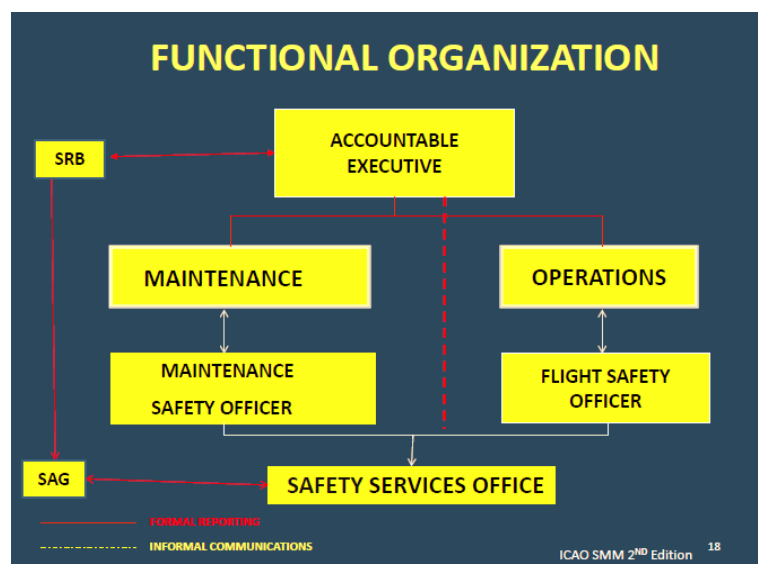 FUNCTIONAL ORGANIZATION
ACCOUNTABLE
EXECUTIVE
SRB
MAINTENANCE
OPERATIONS
MAINTENANCE
SAFETY OFFICER
FLIGHT SAFETY
OFFICER
SAG
SAFETY SERVICES OFFICE
FORMAL REPORTING
INFORMAL COMMUNICATIONS
ICAO SMM 2ND Edition
18